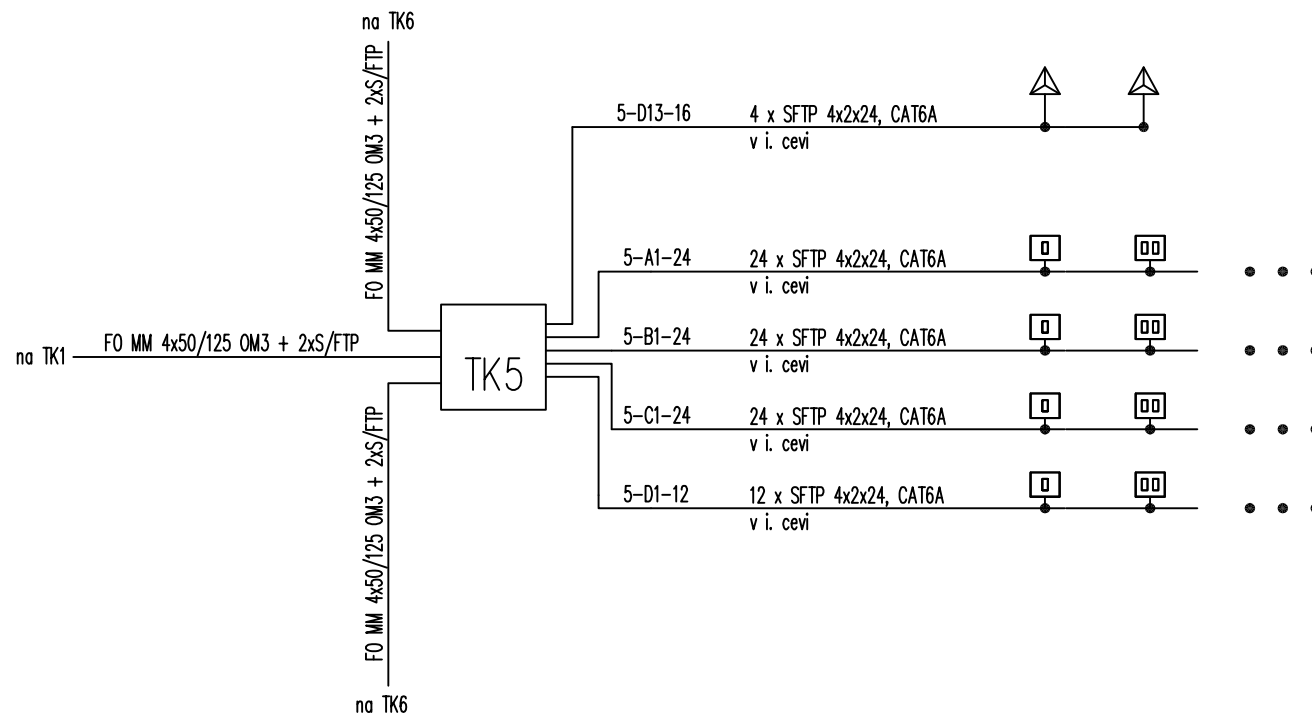 na TK6
FO MM 4x50/125 OM3 + 2xS/FTP
5-D13-16
4 x SFTP 4x2x24, CAT6A
v i. cevi
5-A1-24
24 x SFTP 4x2x24, CAT6A
v i. cevi
na TK1
FO MM 4x50/125 OM3 + 2xS/FTP
TK5
5-B1-24
24 x SFTP 4x2x24, CAT6A
v i. cevi
5-C1-24
24 x SFTP 4x2x24, CAT6A
v i. cevi
5-D1-12
12 x SFTP 4x2x24, CAT6A
v i. cevi
FO MM 4x50/125 OM3 + 2xS/FTP
na TK6